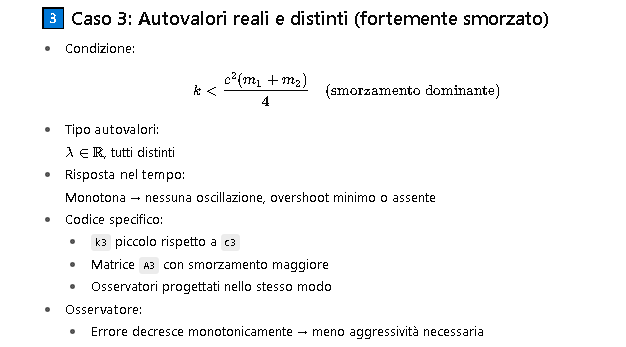 3 Caso 3: Autovalori reali e distinti (fortemente smorzato)
• Condizione:
k < c²(m₁ + m₂) / 4 (smorzamento dominante)
• Tipo autovalori:
λ ∈ ℝ, tutti distinti
• Risposta nel tempo:
Monotona → nessuna oscillazione, overshoot minimo o assente
• Codice specifico:
• k3 piccolo rispetto a c3
• Matrice A3 con smorzamento maggiore
• Osservatori progettati nello stesso modo
• Osservatore:
• Errore decresce monotonicamente → meno aggressività necessaria